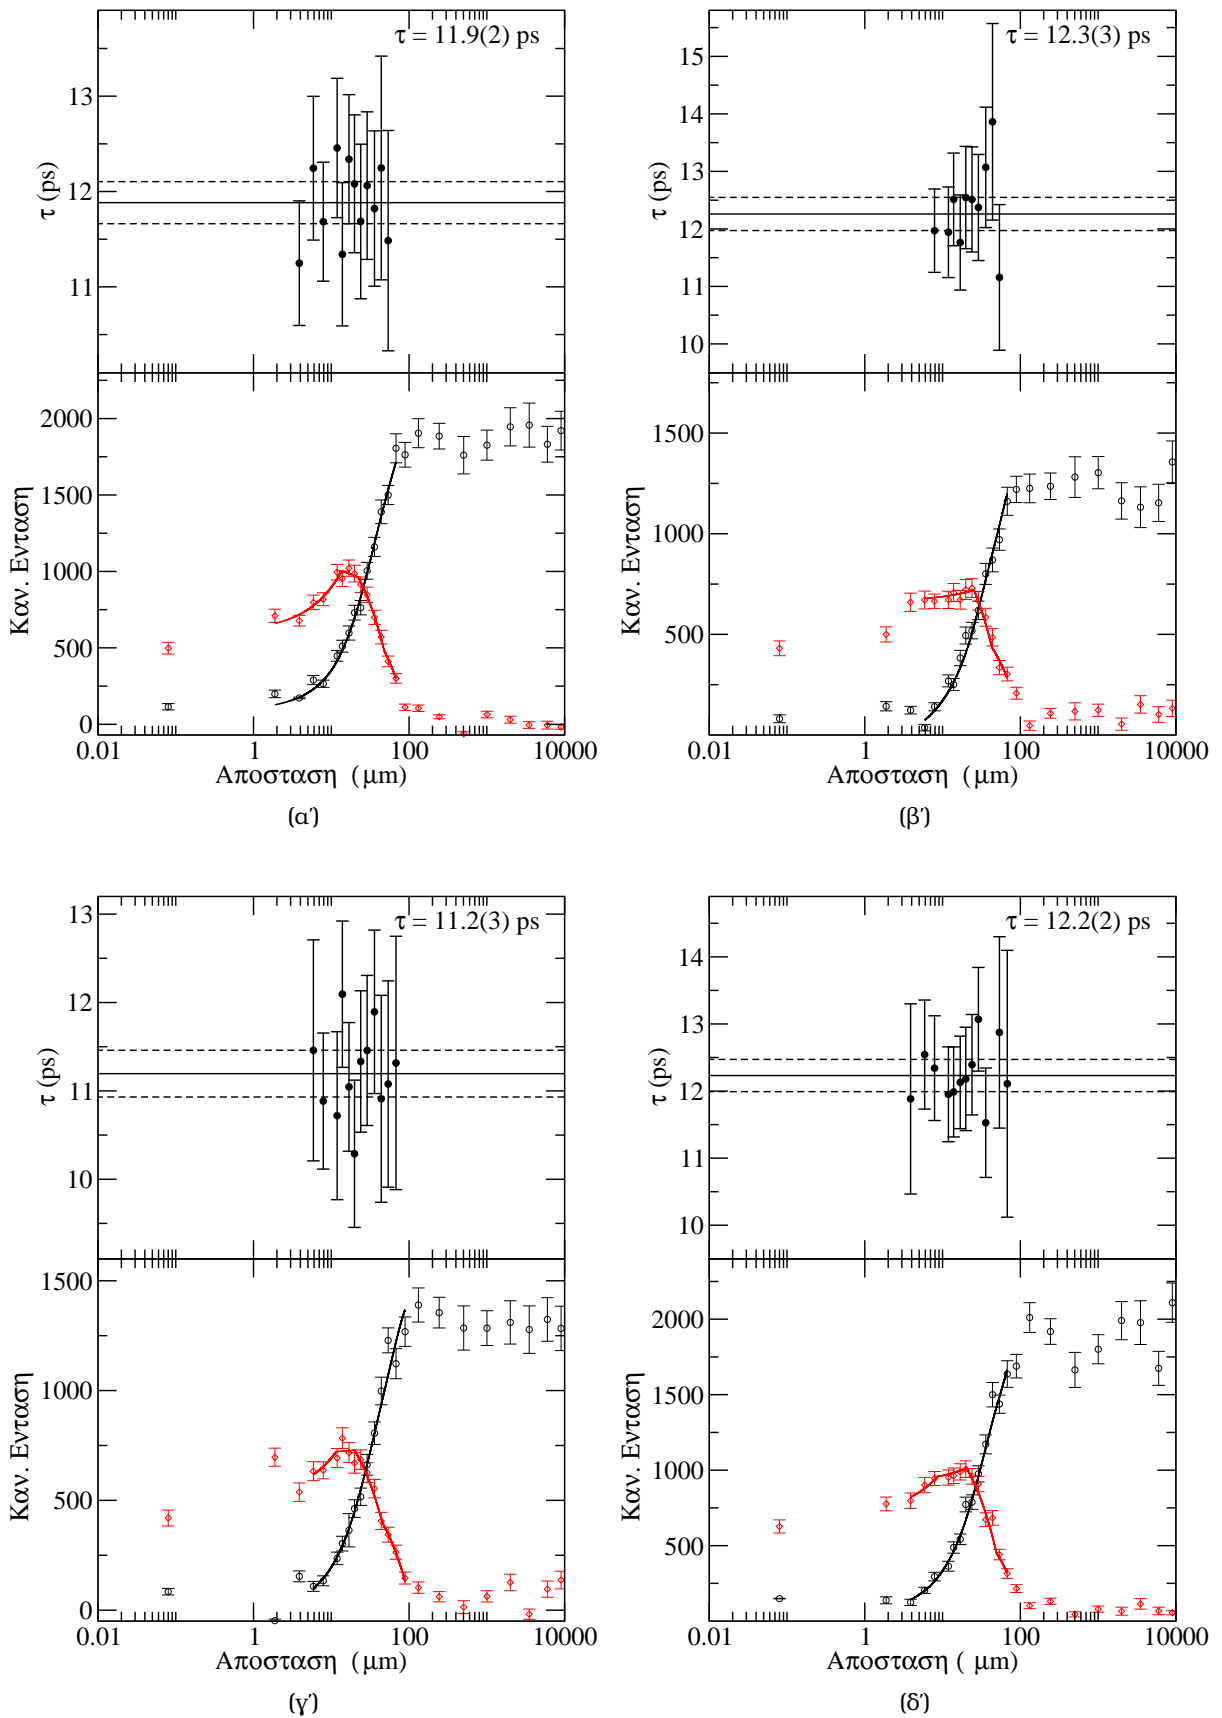 τ = 11.9(2) ps
13
12
11
τ (ps)
2000
1500
1000
500
0
Καν. Ενταση
0.01
1
100
10000
Αποσταση (μm)
(α΄)
τ = 12.3(3) ps
15
14
13
12
11
10
τ (ps)
1500
1000
500
Καν. Ενταση
0.01
1
100
10000
Αποσταση (μm)
(β΄)
τ = 11.2(3) ps
13
12
11
10
τ (ps)
1500
1000
500
0
Καν. Ενταση
0.01
1
100
10000
Αποσταση (μm)
(γ΄)
τ = 12.2(2) ps
14
13
12
11
10
τ (ps)
2000
1500
1000
500
Καν. Ενταση
0.01
1
100
10000
Αποσταση ( μm)
(δ΄)